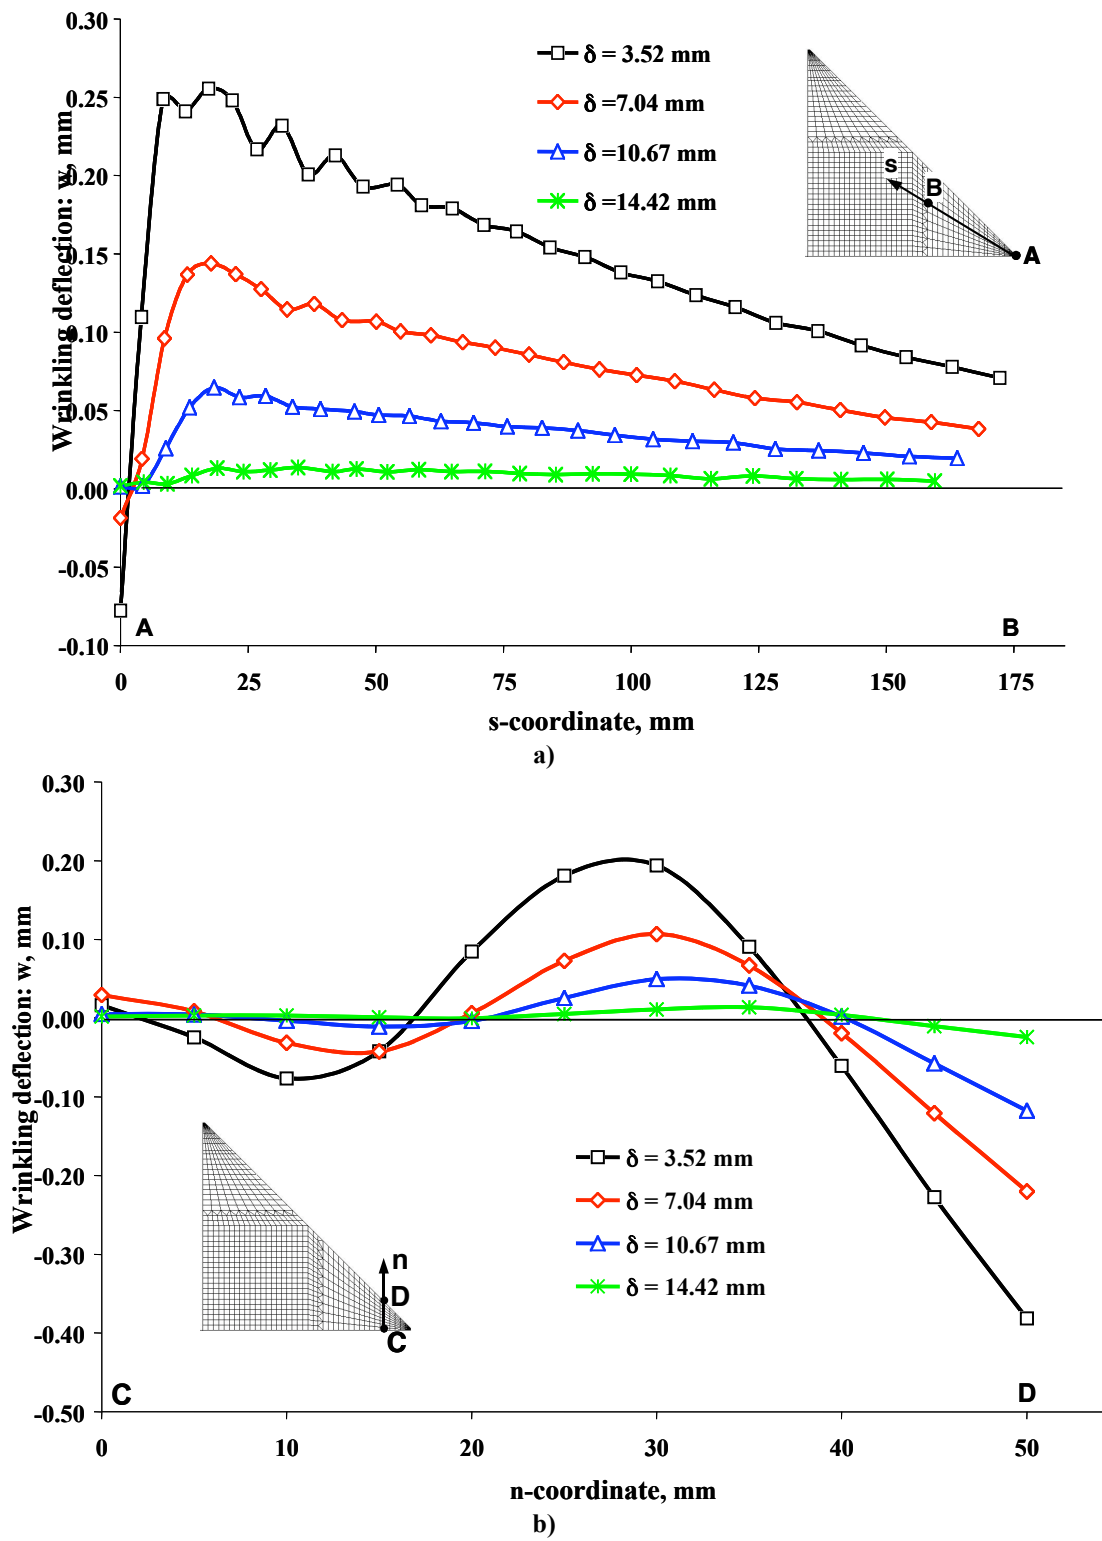 0.30
0.25
0.20
0.15
0.10
0.05
0.00
-0.05
-0.10
Wrinkling deflection: w, mm
δ = 3.52 mm
δ =7.04 mm
δ =10.67 mm
δ =14.42 mm
s
B
A
A
B
0 25 50 75 100 125 150 175
s-coordinate, mm
a)
0.30
0.20
0.10
0.00
-0.10
-0.20
-0.30
-0.40
-0.50
Wrinkling deflection: w, mm
δ = 3.52 mm
δ = 7.04 mm
δ = 10.67 mm
δ = 14.42 mm
n
D
C
C
D
0 10 20 30 40 50
n-coordinate, mm
b)